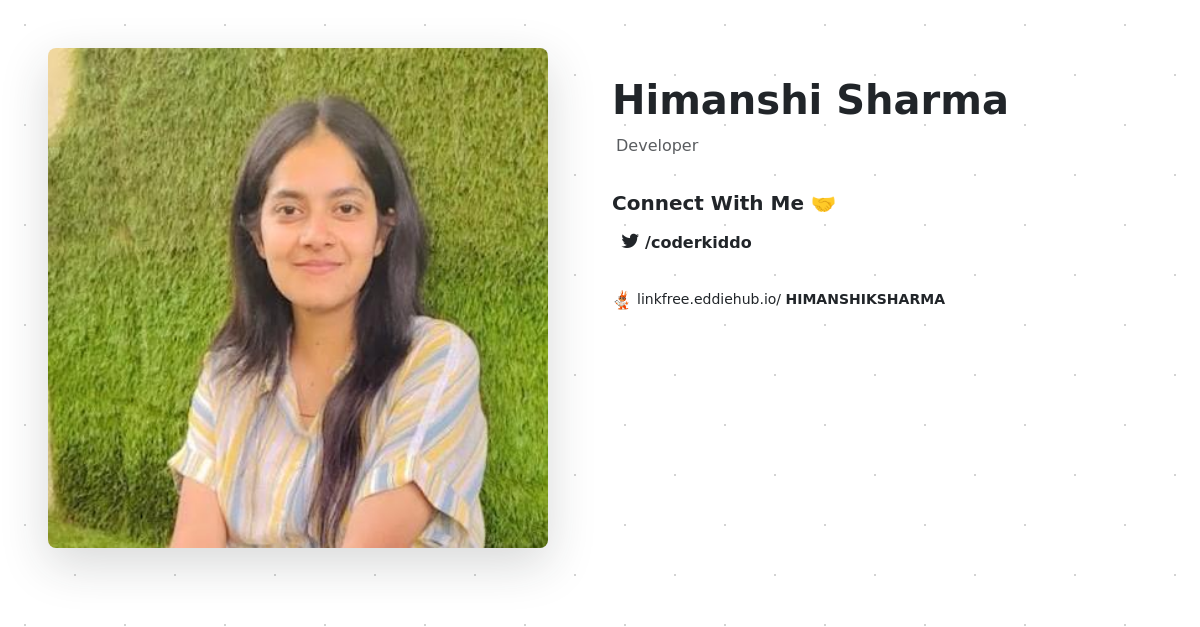 Himanshi Sharma
Developer
Connect With Me 🤝
/coderkiddo
linkfree.eddiehub.io/ HIMANSHIKSHARMA